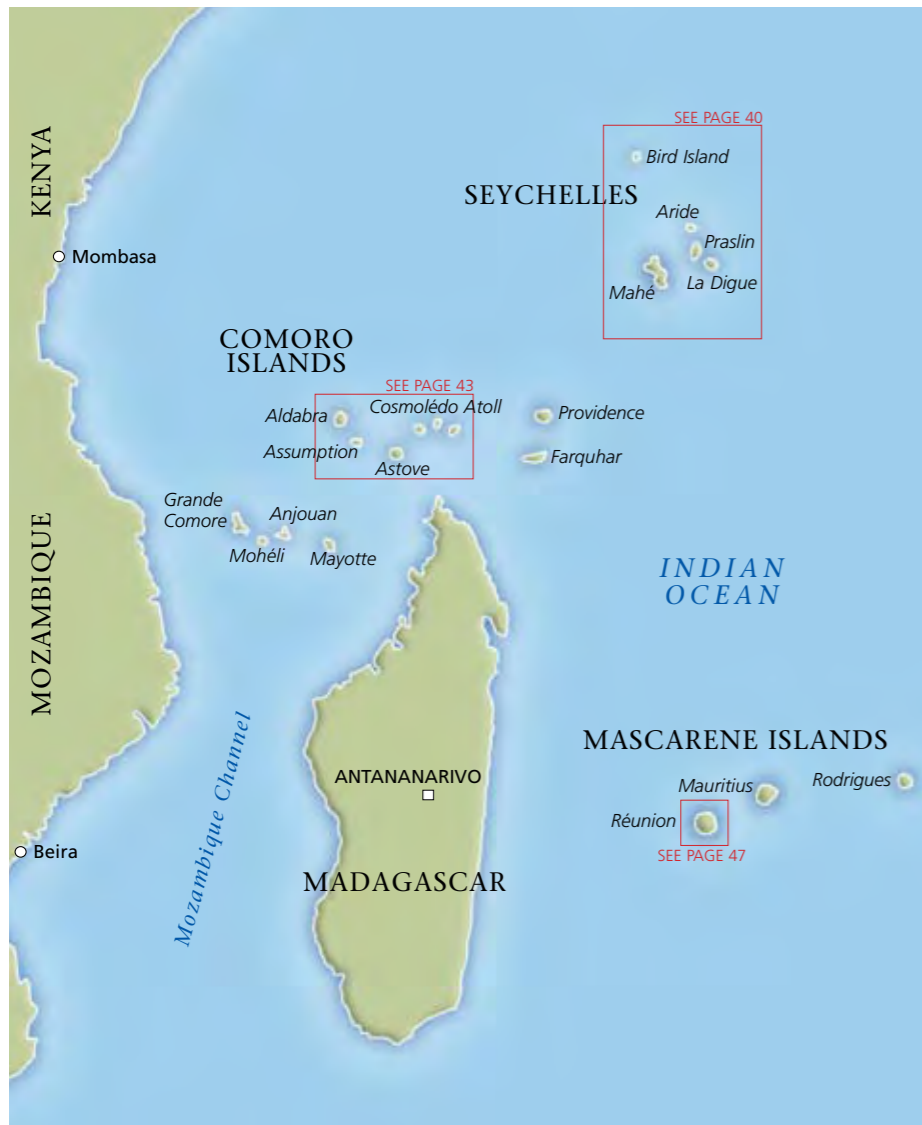 SEE PAGE 40
KENYA
Bird Island
SEYCHELLES
Aride
Praslin
Mombasa
Mahé
La Digue
COMORO
ISLANDS
SEE PAGE 43
Aldabra
Cosmolédo Atoll
Providence
Assumption
Astove
Farquhar
Grande
Comore
Anjouan
Mohéli
Mayotte
MOZAMBIQUE
INDIAN
OCEAN
Mozambique Channel
MASCARENE ISLANDS
ANTANANARIVO
Mauritius
Rodrigues
Réunion
Beira
SEE PAGE 47
MADAGASCAR